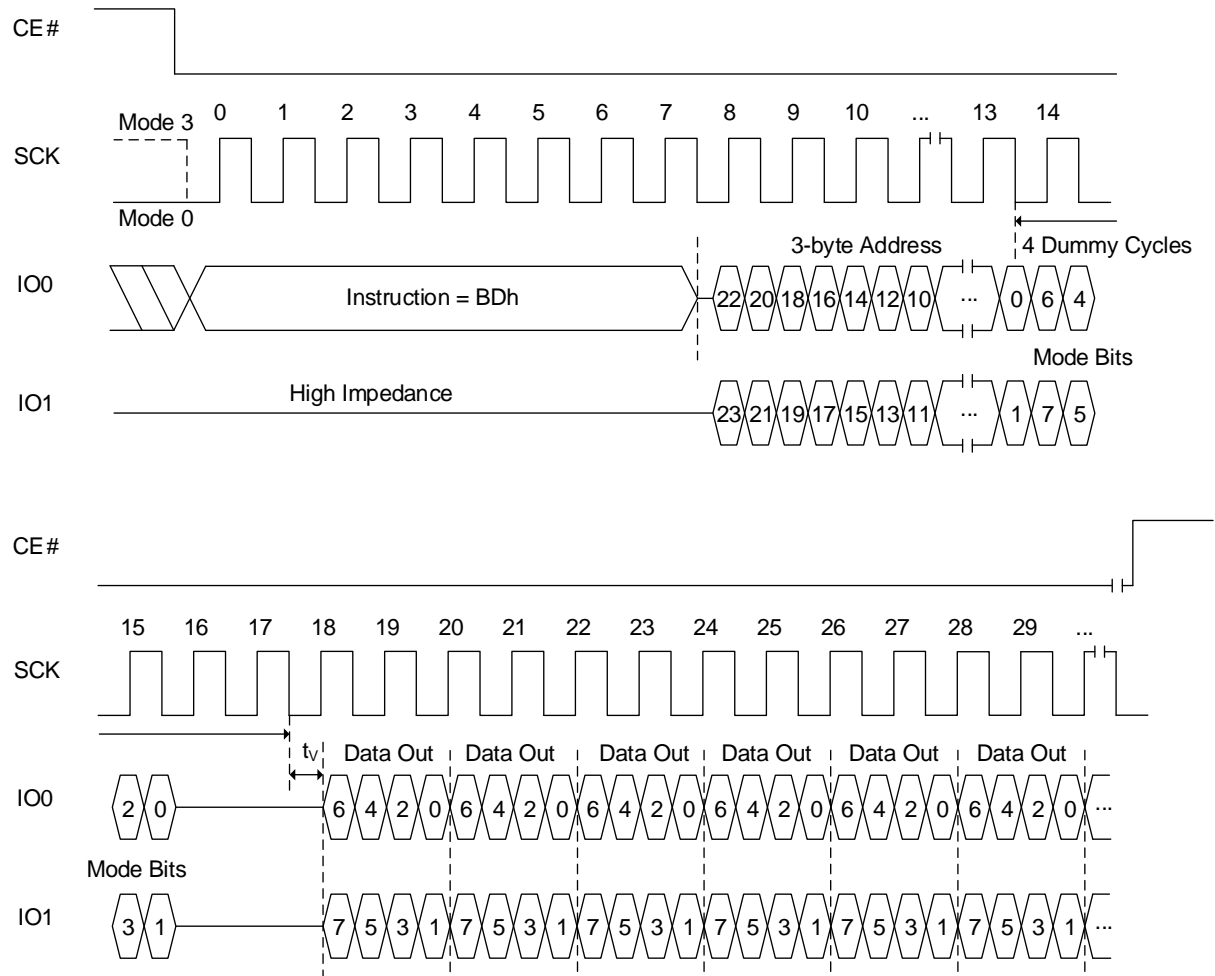 CE#
0 1 2 3 4 5 6 7 8 9 10 ... 13 14
Mode 3
SCK
Mode 0
3-byte Address 4 Dummy Cycles
IO0 Instruction = BDh 22 20 18 16 14 12 10 ... 0 6 4
Mode Bits
IO1 High Impedance 23 21 19 17 15 13 11 ... 1 7 5
CE#
15 16 17 18 19 20 21 22 23 24 25 26 27 28 29 ...
SCK
tV Data Out Data Out Data Out Data Out Data Out Data Out
IO0 2 0 6 4 2 0 6 4 2 0 6 4 2 0 6 4 2 0 6 4 2 0 6 4 2 0 ...
Mode Bits
IO1 3 1 7 5 3 1 7 5 3 1 7 5 3 1 7 5 3 1 7 5 3 1 7 5 3 1 ...